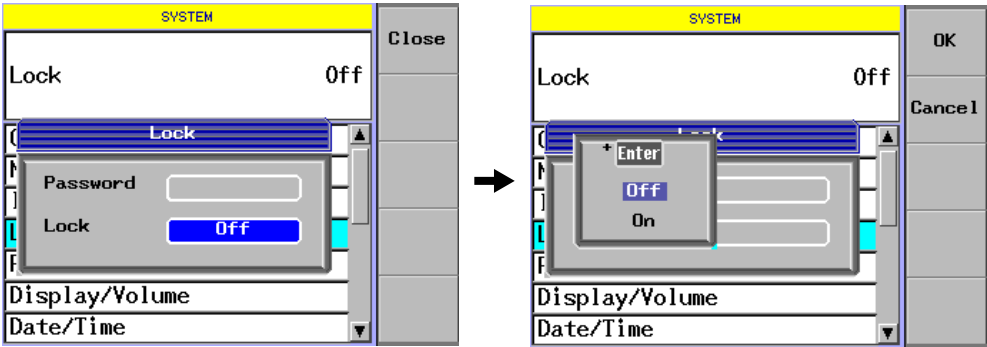 SYSTEM
Close
Lock Off
Lock
Password
Lock Off
Display/Volume
Date/Time
SYSTEM
OK
Lock Off
Cancel
Enter
Off
On
Display/Volume
Date/Time